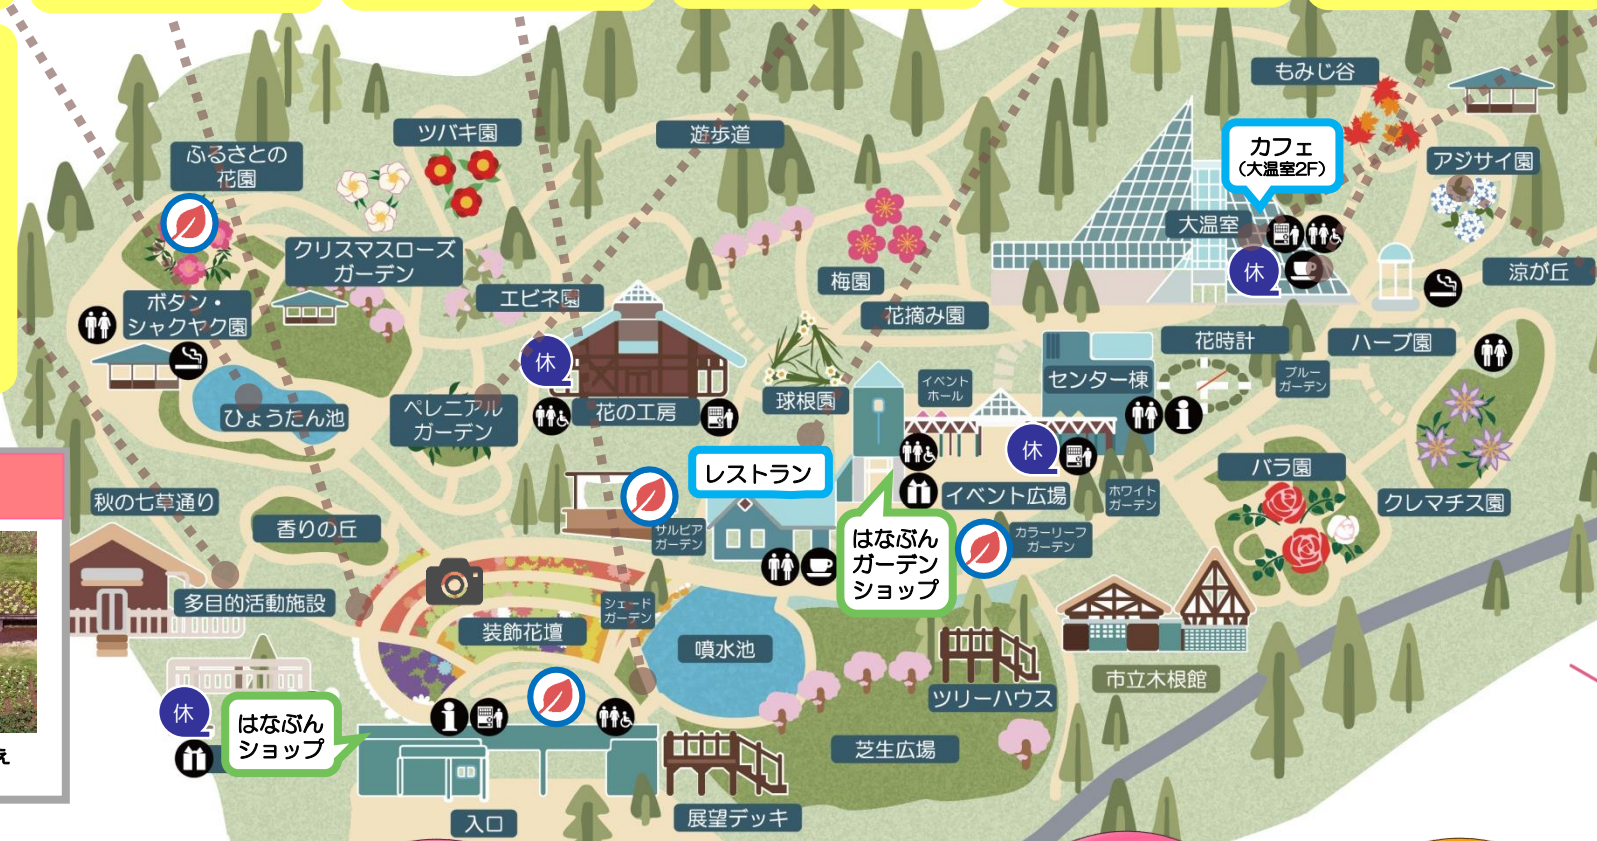 もみじ谷
ツバキ園
遊歩道
カフェ
(大温室2F)
ふるさとの
花園
アジサイ園
大温室
クリスマスローズ
ガーデン
休
涼が丘
梅園
エビネ園
ボタン・
シャクヤク園
花摘み園
花時計
ハーブ園
休
センター棟
ブルー
ガーデン
イベント
ホール
球根園
花の工房
ペレニアル
ガーデン
ひょうたん池
i
休
バラ園
レストラン
イベント広場
ホワイト
ガーデン
クレマチス園
秋の七草通り
香りの丘
サルビア
ガーデン
はなぶん
ガーデン
ショップ
カラーリーフ
ガーデン
多目的活動施設
シェード
ガーデン
装飾花壇
噴水池
市立木根館
ツリーハウス
休
はなぶん
ショップ
i
え
芝生広場
展望デッキ
入口